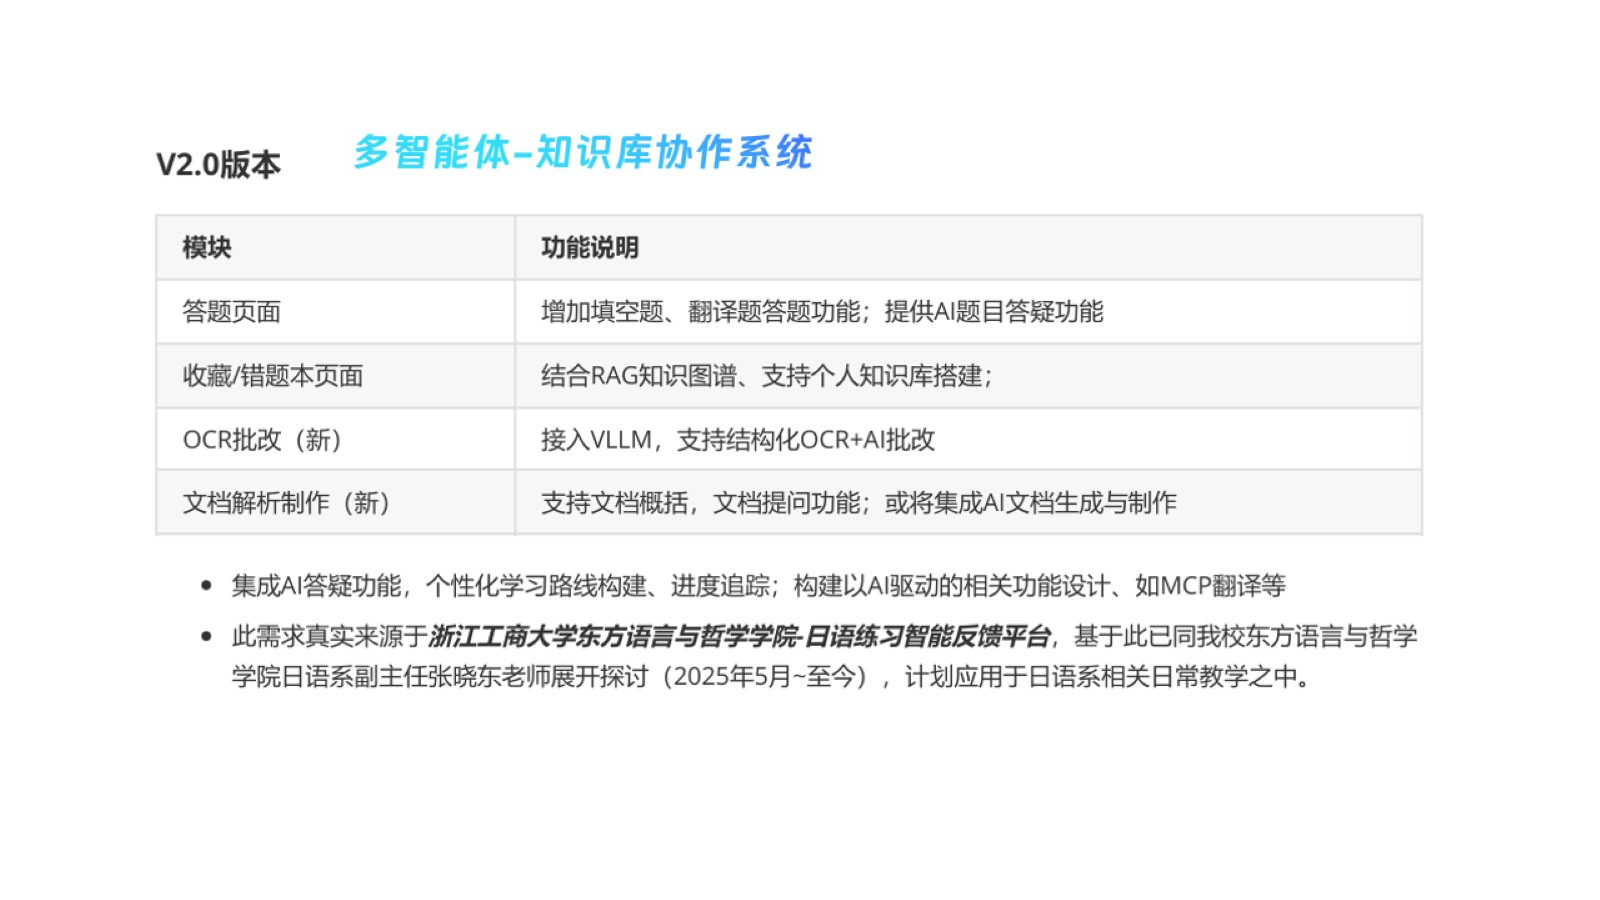 V2.0版本
多智能体-知识库协作系统
模块 功能说明
答题页面 增加填空题、翻译题答题功能；提供AI题目答疑功能
收藏/错题本页面 结合RAG知识图谱、支持个人知识库搭建；
OCR批改（新） 接入VLLM，支持结构化OCR+AI批改
文档解析制作（新） 支持文档概括，文档提问功能；或将集成AI文档生成与制作
• 集成AI答疑功能，个性化学习路线构建、进度追踪；构建以AI驱动的相关功能设计、如MCP翻译等
• 此需求真实来源于浙江工商大学东方语言与哲学学院-日语练习智能反馈平台，基于此已同我校东方语言与哲学
学院日语系副主任张晓东老师展开探讨（2025年5月~至今），计划应用于日语系相关日常教学之中。